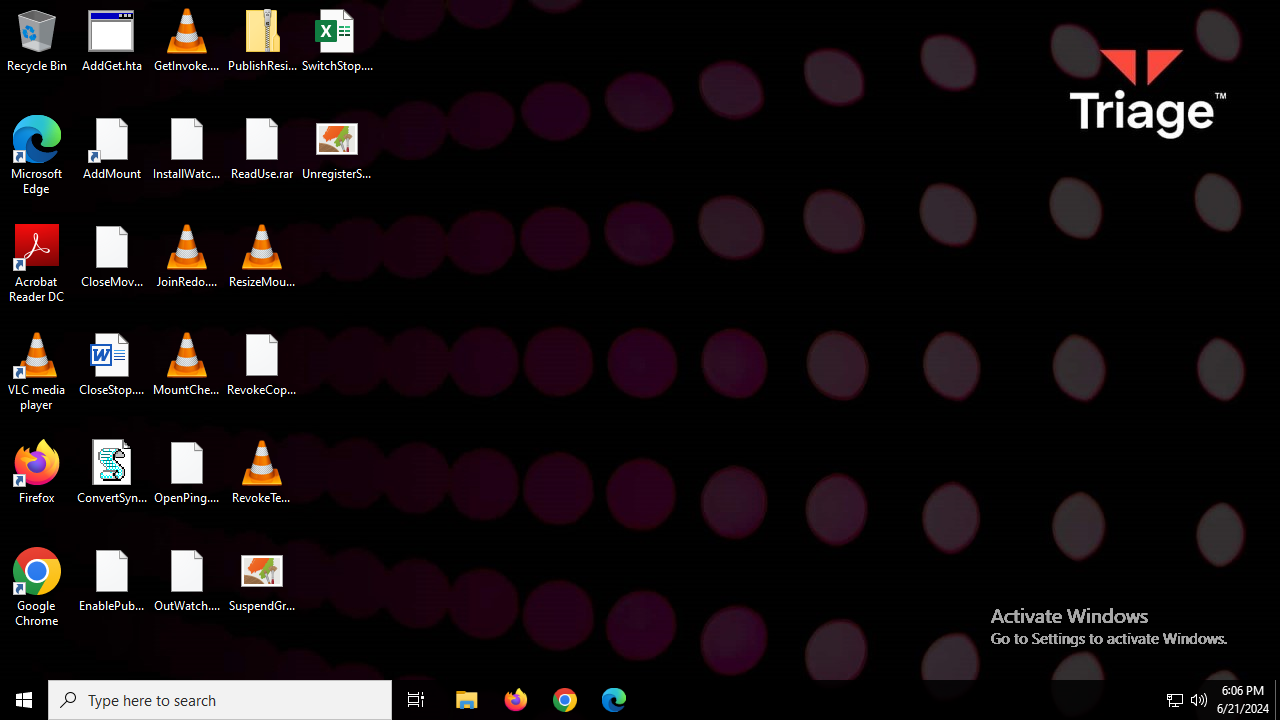 Recycle Bin
AddGet.hta
GetInvoke....
PublishResi...
SwitchStop....
Triage™
Microsoft
Edge
AddMount
InstallWatc...
ReadUse.rar
UnregisterS...
Acrobat
Reader DC
CloseMov...
JoinRedo....
ResizeMou...
VLC media
player
CloseStop....
MountChe...
RevokeCop...
Firefox
ConvertSyn...
OpenPing....
RevokeTe...
Google
Chrome
EnablePub...
OutWatch....
SuspendGr...
Activate Windows
Go to Settings to activate Windows.
Type here to search
6:06 PM
6/21/2024